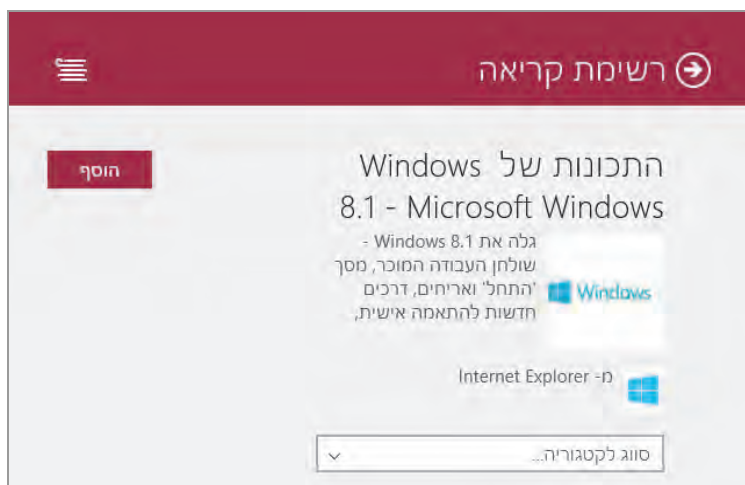 רשימת קריאה
התכונות של Windows
8.1 - Microsoft Windows
הוסף
גלה את Windows 8.1 -
שולחן העבודה המוכר, מסך
'התחל' ואריחים, דרכים
חדשות להתאמה אישית,
Windows
מ- Internet Explorer
סווג לקטגוריה...